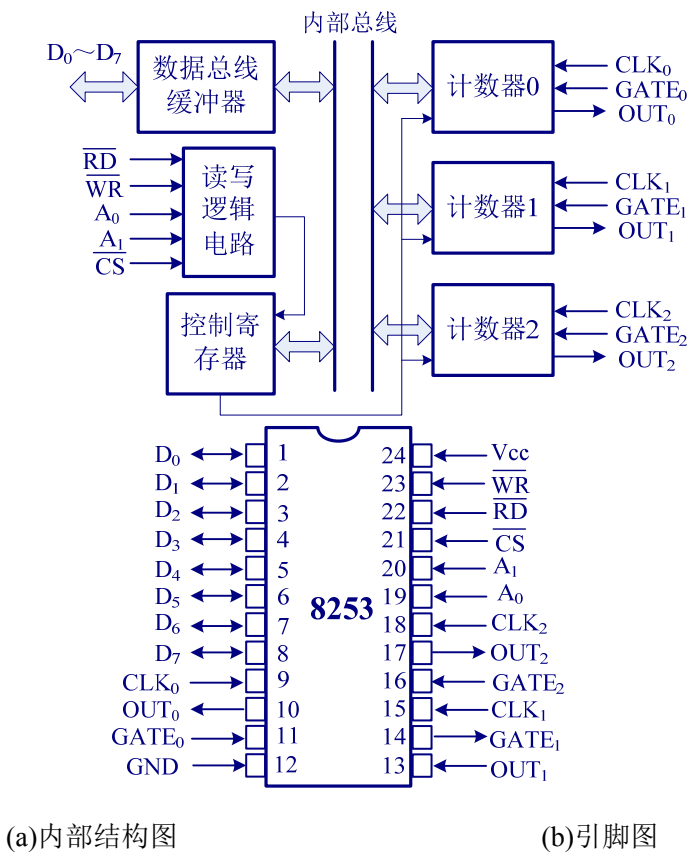 内部总线
D₀～D₇
数据总线
缓冲器
计数器0
CLK₀
GATE₀
OUT₀
RD
WR
A₀
A₁
CS
读写
逻辑
电路
计数器1
CLK₁
GATE₁
OUT₁
控制寄
存器
计数器2
CLK₂
GATE₂
OUT₂
D₀ 1 24 Vcc
D₁ 2 23 WR
D₂ 3 22 RD
D₃ 4 21 CS
D₄ 5 20 A₁
D₅ 6 19 A₀
8253
D₆ 7 18 CLK₂
D₇ 8 17 OUT₂
CLK₀ 9 16 GATE₂
OUT₀ 10 15 CLK₁
GATE₀ 11 14 GATE₁
GND 12 13 OUT₁
(a)内部结构图 (b)引脚图